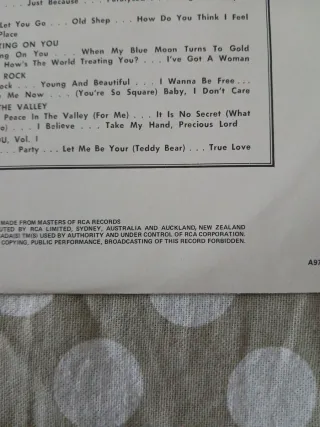 . . . Just Because . . .
Let You Go . . . Old Shep . . . How Do You Think I Feel
Place
TING ON YOU
ing On You . . . When My Blue Moon Turns To Gold
How's The World Treating You? . . . I've Got A Woman
ROCK
ock . . . Young And Beautiful . . . I Wanna Be Free . . .
Me Now . . . (You're So Square) Baby, I Don't Care
THE VALLEY
Peace In The Valley (For Me) . . . It Is No Secret (What
o) . . . I Believe . . . Take My Hand, Precious Lord
U, Vol. 1
. . . Party . . . Let Me Be Your (Teddy Bear) . . . True Love
MADE FROM MASTERS OF RCA RECORDS
UTED BY RCA LIMITED, SYDNEY, AUSTRALIA AND AUCKLAND, NEW ZEALAND
TM(S) USED BY AUTHORITY AND UNDER CONTROL OF RCA CORPORATION.
COPYING, PUBLIC PERFORMANCE, BROADCASTING OF THIS RECORD FORBIDDEN.